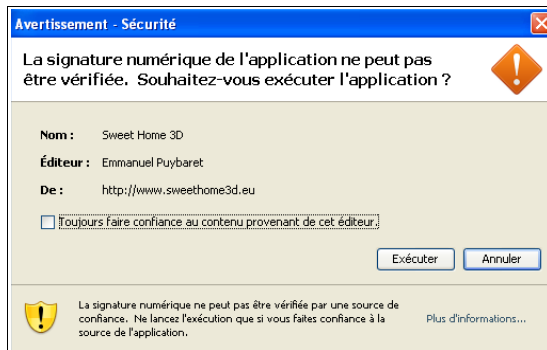 Avertissement - Sécurité
La signature numérique de l'application ne peut pas
être vérifiée. Souhaitez-vous exécuter l'application ?
Nom : Sweet Home 3D
Éditeur : Emmanuel Puybaret
De : http://www.sweethome3d.eu
Toujours faire confiance au contenu provenant de cet éditeur.
Exécuter Annuler
La signature numérique ne peut pas être vérifiée par une source de
confiance. Ne lancez l'exécution que si vous faites confiance à la
source de l'application.
Plus d'informations...